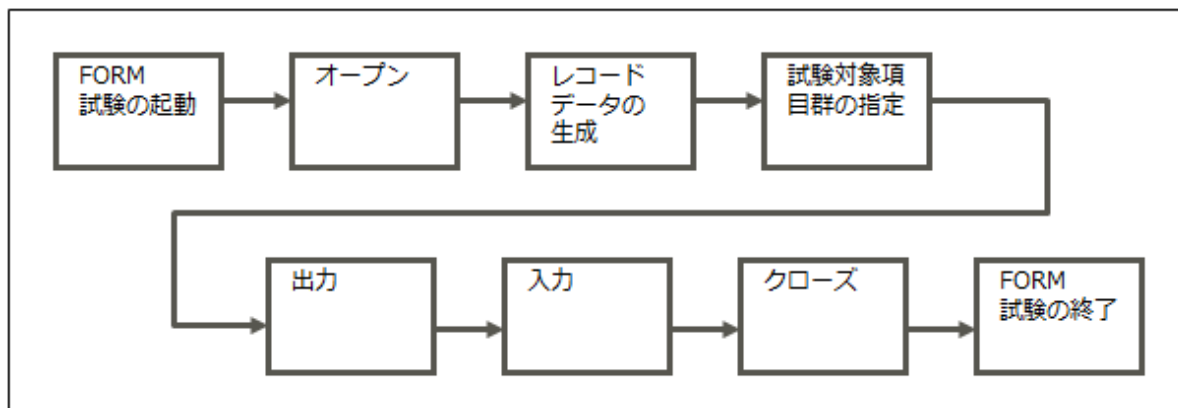 FORM
試験の起動
オープン
レコード
データの
生成
試験対象項
目群の指定
出力
入力
クローズ
FORM
試験の終了